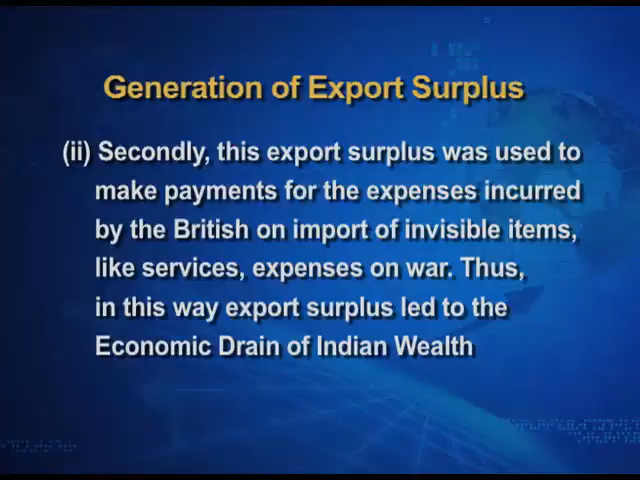 Generation of Export Surplus
(ii) Secondly, this export surplus was used to
make payments for the expenses incurred
by the British on import of invisible items,
like services, expenses on war. Thus,
in this way export surplus led to the
Economic Drain of Indian Wealth